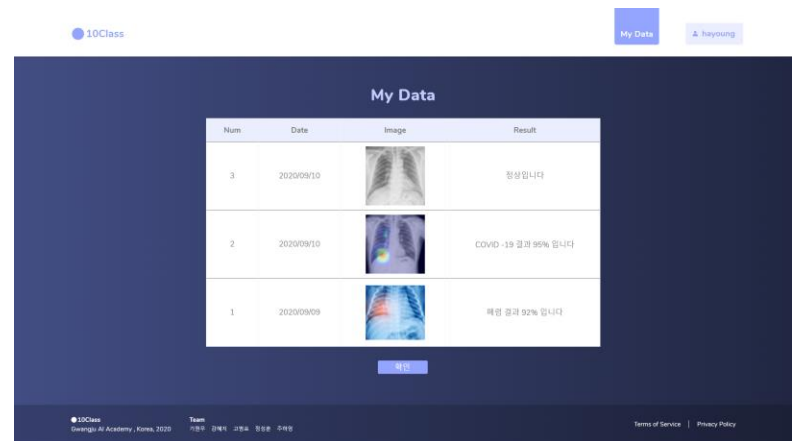 10Class
My Data
hayoung
My Data
Num Date Image Result
3 2020/09/10 정상입니다
2 2020/09/10 COVID -19 결과 95% 입니다
1 2020/09/09 폐렴 결과 92% 입니다
확인
10Class Team
Gwangju AI Academy , Korea, 2020
Terms of Service | Privacy Policy